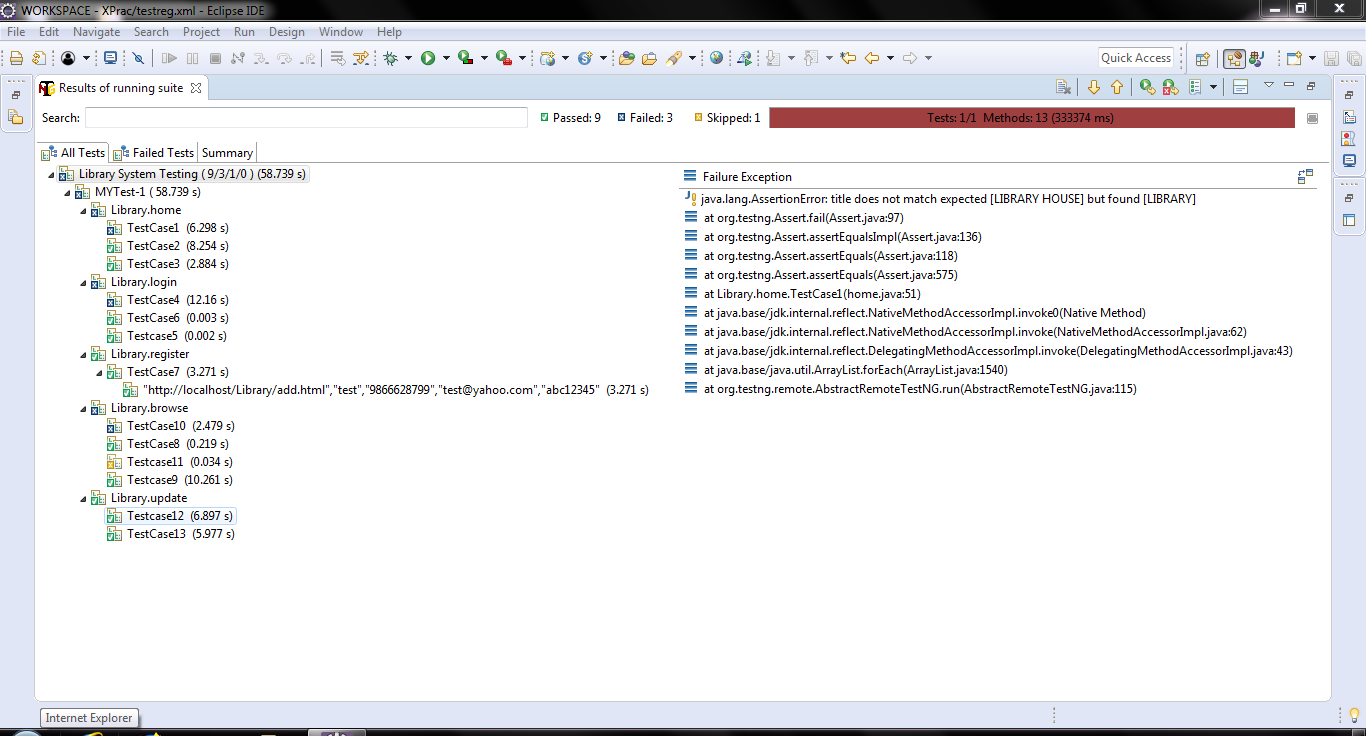 WORKSPACE - XPrac/testreg.xml - Eclipse IDE
File Edit Navigate Search Project Run Design Window Help
Quick Access
Results of running suite
Search: Passed: 9 Failed: 3 Skipped: 1 Tests: 1/1 Methods: 13 (333374 ms)
All Tests Failed Tests Summary
Library System Testing ( 9/3/1/0 ) (58.739 s)
MYTest-1 ( 58.739 s)
Library.home
TestCase1 (6.298 s)
TestCase2 (8.254 s)
TestCase3 (2.884 s)
Library.login
TestCase4 (12.16 s)
TestCase6 (0.003 s)
Testcase5 (0.002 s)
Library.register
TestCase7 (3.271 s)
"http://localhost/Library/add.html","test","9866628799","test@yahoo.com","abc12345" (3.271 s)
Library.browse
TestCase10 (2.479 s)
TestCase8 (0.219 s)
Testcase11 (0.034 s)
Testcase9 (10.261 s)
Library.update
Testcase12 (6.897 s)
TestCase13 (5.977 s)
Failure Exception
java.lang.AssertionError: title does not match expected [LIBRARY HOUSE] but found [LIBRARY]
at org.testng.Assert.fail(Assert.java:97)
at org.testng.Assert.assertEqualsImpl(Assert.java:136)
at org.testng.Assert.assertEquals(Assert.java:118)
at org.testng.Assert.assertEquals(Assert.java:575)
at Library.home.TestCase1(home.java:51)
at java.base/jdk.internal.reflect.NativeMethodAccessorImpl.invoke0(Native Method)
at java.base/jdk.internal.reflect.NativeMethodAccessorImpl.invoke(NativeMethodAccessorImpl.java:62)
at java.base/jdk.internal.reflect.DelegatingMethodAccessorImpl.invoke(DelegatingMethodAccessorImpl.java:43)
at java.base/java.util.ArrayList.forEach(ArrayList.java:1540)
at org.testng.remote.AbstractRemoteTestNG.run(AbstractRemoteTestNG.java:115)
Internet Explorer